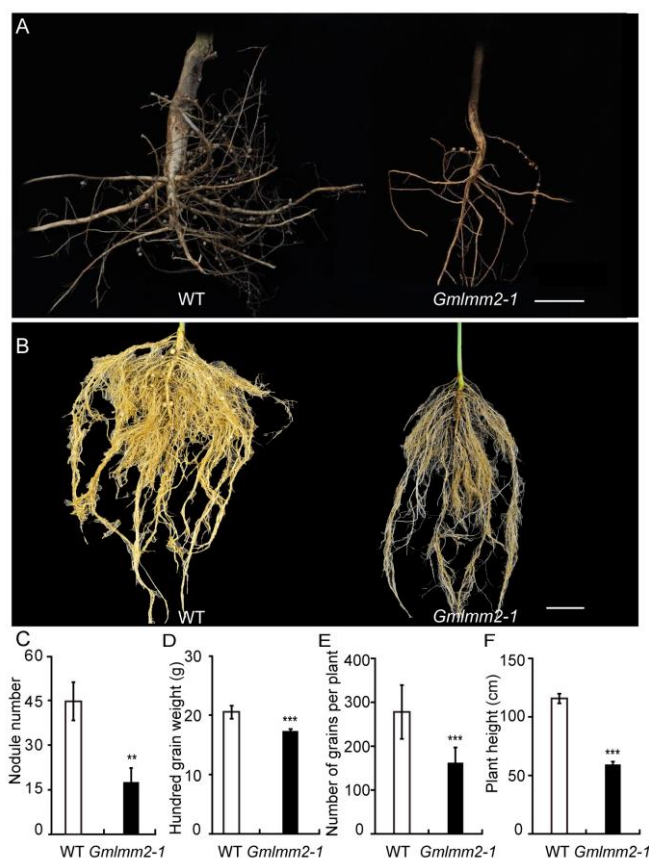 A
WT
Gmlmm2-1
B
WT
Gmlmm2-1
C
Nodule number
60
45
30
15
0
**
WT Gmlmm2-1
D
Hundred grain weight (g)
30
20
10
0
***
WT Gmlmm2-1
E
Number of grains per plant
400
300
200
100
0
***
WT Gmlmm2-1
F
Plant height (cm)
150
100
50
0
***
WT Gmlmm2-1